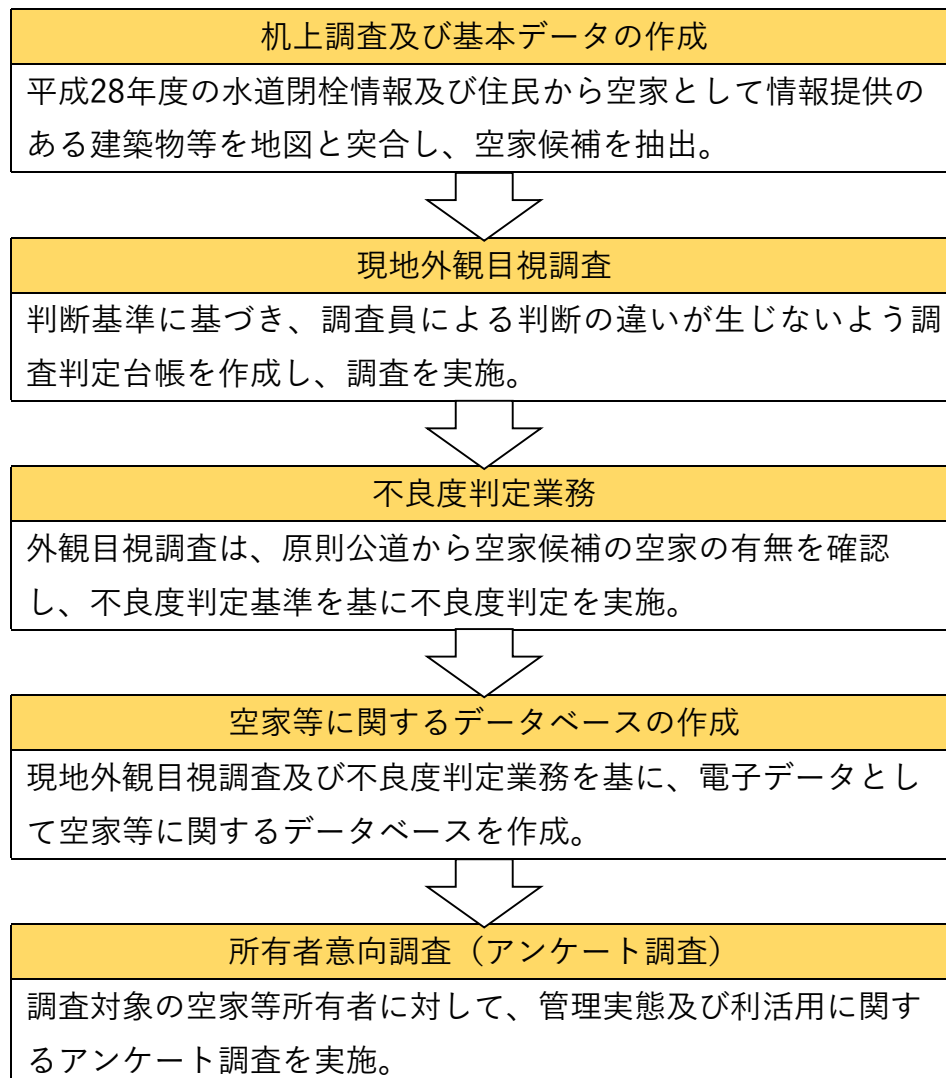 机上調査及び基本データの作成
平成28年度の水道閉栓情報及び住民から空家として情報提供の
ある建築物等を地図と突合し、空家候補を抽出。
現地外観目視調査
判断基準に基づき、調査員による判断の違いが生じないよう調
査判定台帳を作成し、調査を実施。
不良度判定業務
外観目視調査は、原則公道から空家候補の空家の有無を確認
し、不良度判定基準を基に不良度判定を実施。
空家等に関するデータベースの作成
現地外観目視調査及び不良度判定業務を基に、電子データとし
て空家等に関するデータベースを作成。
所有者意向調査（アンケート調査）
調査対象の空家等所有者に対して、管理実態及び利活用に関す
るアンケート調査を実施。